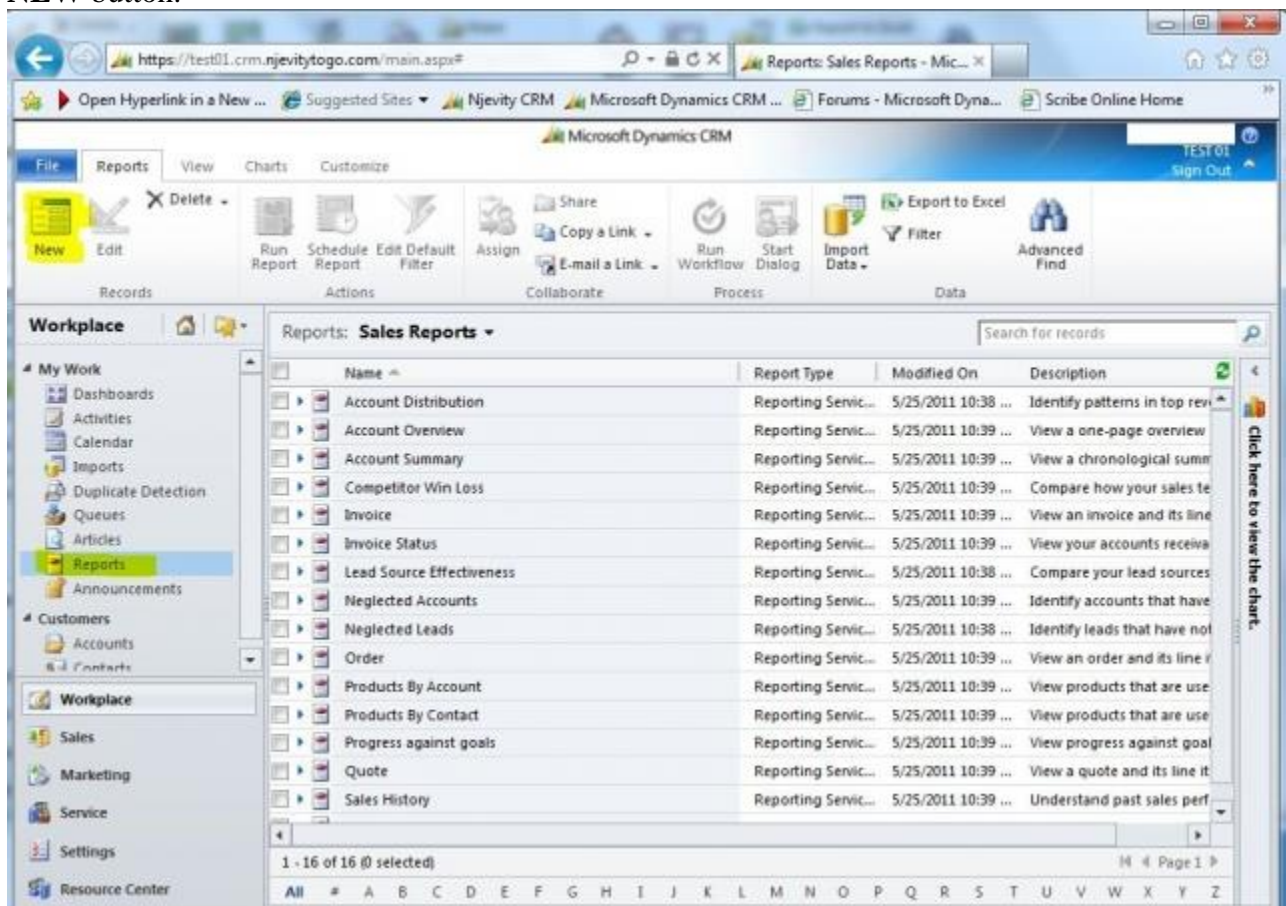 NEW button.
https://test01.crm.njevitytogo.com/main.aspx#
Reports: Sales Reports - Mic...
Open Hyperlink in a New ... Suggested Sites Njevity CRM Microsoft Dynamics CRM ... Forums - Microsoft Dyna... Scribe Online Home
Microsoft Dynamics CRM
TEST 01
Sign Out
File Reports View Charts Customize
New Edit Delete
Run Report Schedule Report Edit Default Filter
Assign Share Copy a Link E-mail a Link
Run Workflow Start Dialog
Import Data Export to Excel Filter Advanced Find
Records Actions Collaborate Process Data
Workplace
My Work
Dashboards
Activities
Calendar
Imports
Duplicate Detection
Queues
Articles
Reports
Announcements
Customers
Accounts
Contacts
Workplace
Sales
Marketing
Service
Settings
Resource Center
Reports: Sales Reports
Search for records
Name Report Type Modified On Description
Account Distribution Reporting Servic... 5/25/2011 10:38 ... Identify patterns in top rev
Account Overview Reporting Servic... 5/25/2011 10:39 ... View a one-page overview
Account Summary Reporting Servic... 5/25/2011 10:39 ... View a chronological summ
Competitor Win Loss Reporting Servic... 5/25/2011 10:39 ... Compare how your sales te
Invoice Reporting Servic... 5/25/2011 10:39 ... View an invoice and its line
Invoice Status Reporting Servic... 5/25/2011 10:39 ... View your accounts receiva
Lead Source Effectiveness Reporting Servic... 5/25/2011 10:38 ... Compare your lead sources
Neglected Accounts Reporting Servic... 5/25/2011 10:39 ... Identify accounts that have
Neglected Leads Reporting Servic... 5/25/2011 10:38 ... Identify leads that have not
Order Reporting Servic... 5/25/2011 10:39 ... View an order and its line
Products By Account Reporting Servic... 5/25/2011 10:39 ... View products that are use
Products By Contact Reporting Servic... 5/25/2011 10:39 ... View products that are use
Progress against goals Reporting Servic... 5/25/2011 10:39 ... View progress against goal
Quote Reporting Servic... 5/25/2011 10:39 ... View a quote and its line it
Sales History Reporting Servic... 5/25/2011 10:39 ... Understand past sales perf
1 - 16 of 16 (0 selected) Page 1
All # A B C D E F G H I J K L M N O P Q R S T U V W X Y Z
Click here to view the chart.